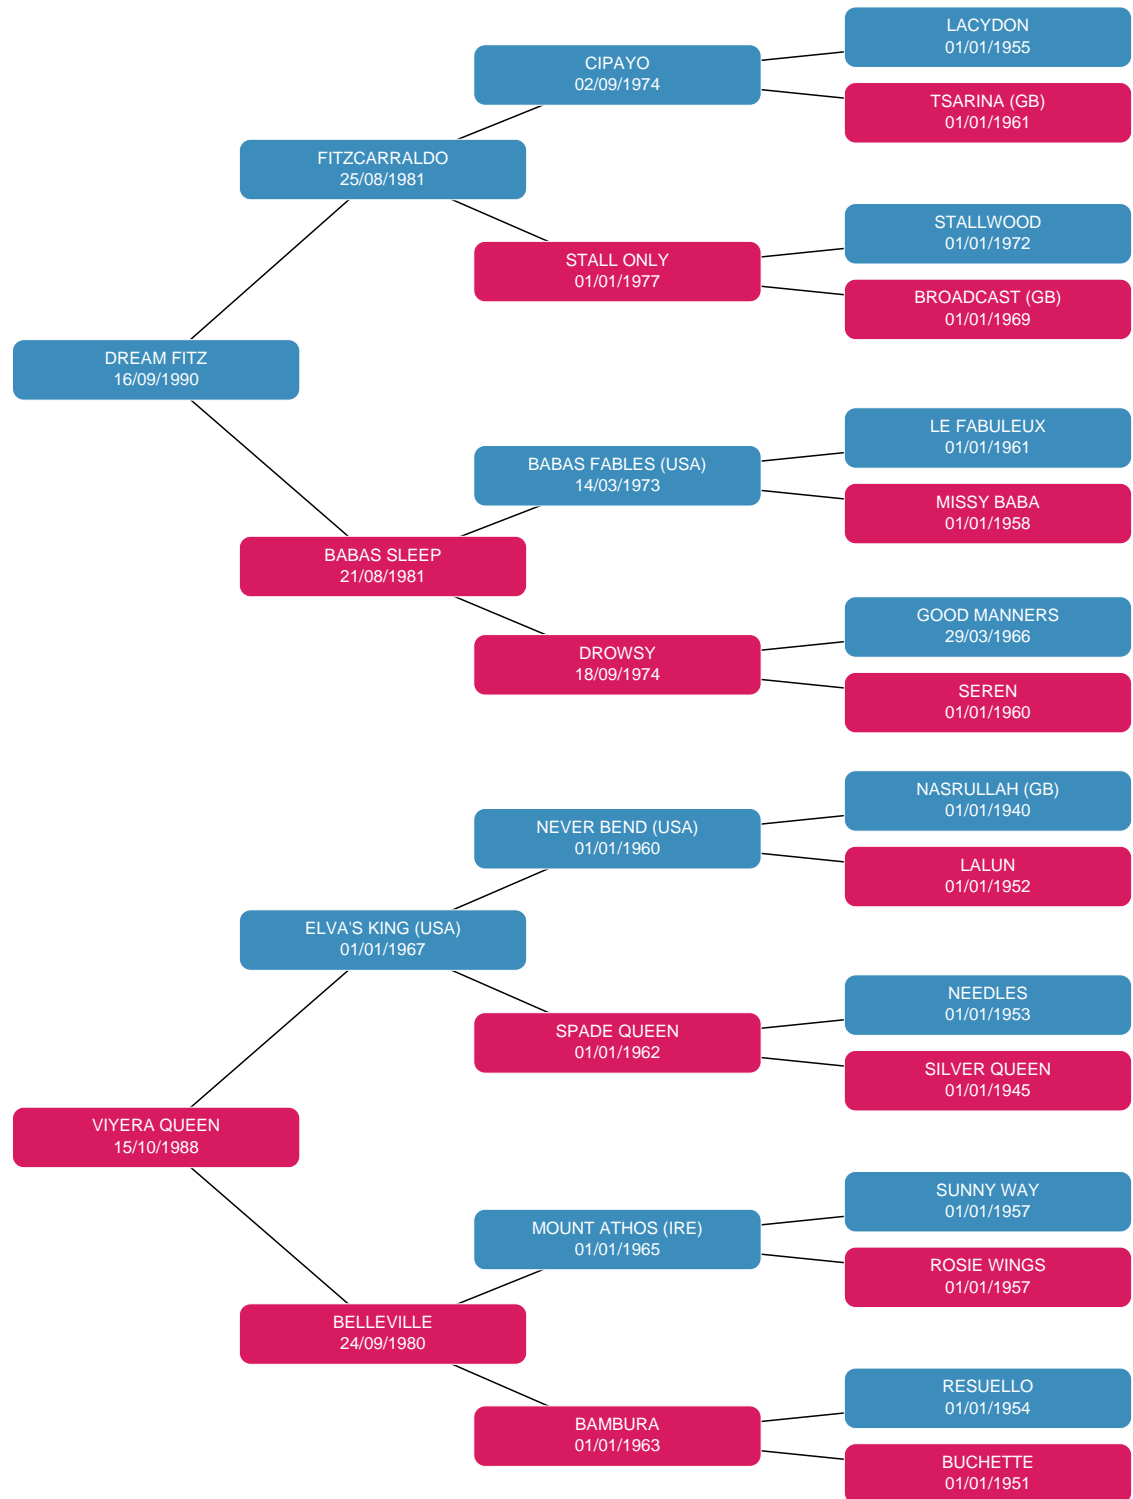 LACYDON
01/01/1955
CIPAYO
02/09/1974
TSARINA (GB)
01/01/1961
FITZCARRALDO
25/08/1981
STALLWOOD
01/01/1972
STALL ONLY
01/01/1977
BROADCAST (GB)
01/01/1969
DREAM FITZ
16/09/1990
LE FABULEUX
01/01/1961
BABAS FABLES (USA)
14/03/1973
MISSY BABA
01/01/1958
BABAS SLEEP
21/08/1981
GOOD MANNERS
29/03/1966
DROWSY
18/09/1974
SEREN
01/01/1960
NASRULLAH (GB)
01/01/1940
NEVER BEND (USA)
01/01/1960
LALUN
01/01/1952
ELVA'S KING (USA)
01/01/1967
NEEDLES
01/01/1953
SPADE QUEEN
01/01/1962
SILVER QUEEN
01/01/1945
VIYERA QUEEN
15/10/1988
SUNNY WAY
01/01/1957
MOUNT ATHOS (IRE)
01/01/1965
ROSIE WINGS
01/01/1957
BELLEVILLE
24/09/1980
RESUELLO
01/01/1954
BAMBURA
01/01/1963
BUCHETTE
01/01/1951